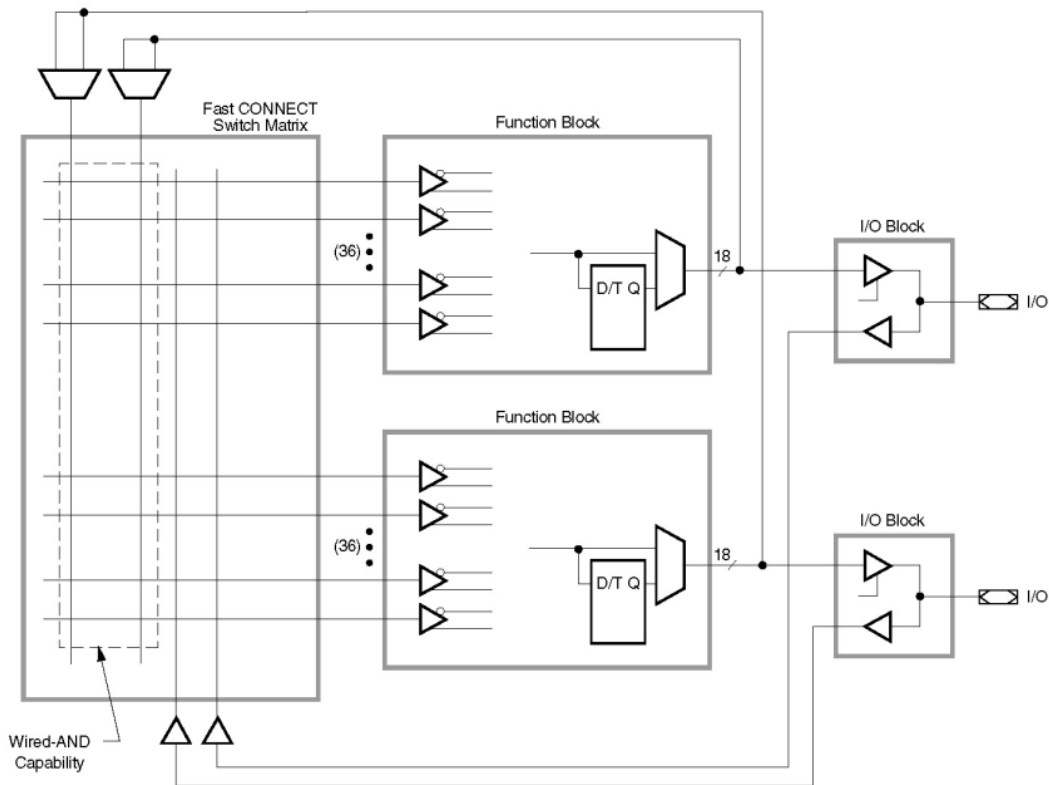 Fast CONNECT
Switch Matrix
Function Block
(36)
D/T Q
18
I/O Block
I/O
Function Block
(36)
D/T Q
18
I/O Block
I/O
Wired-AND
Capability